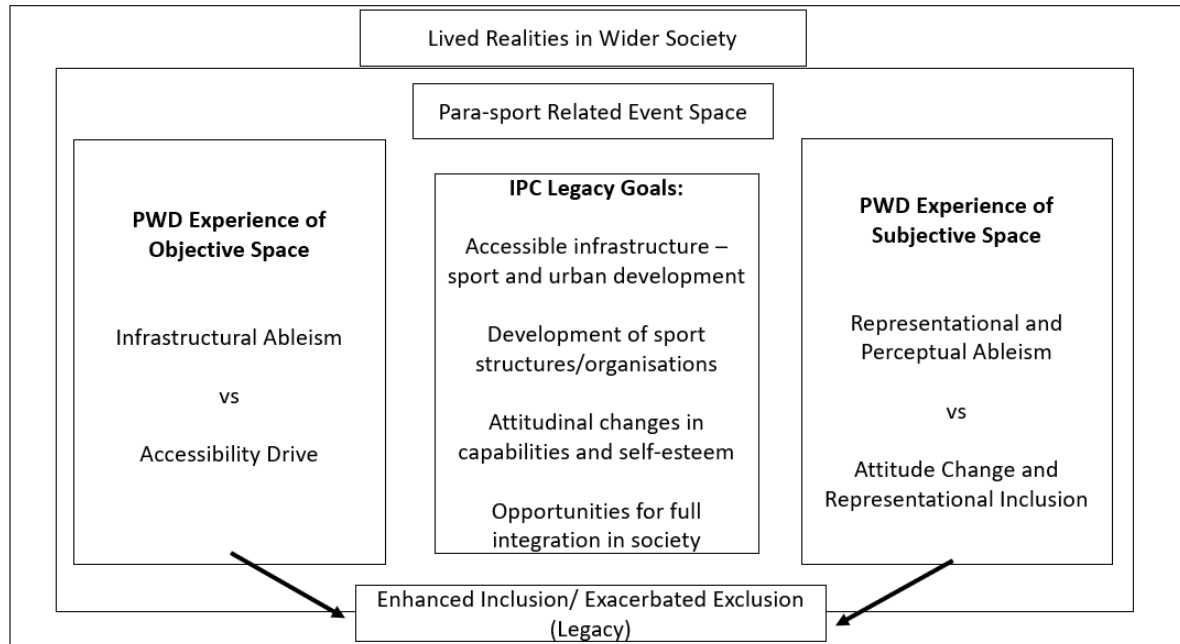 Lived Realities in Wider Society
Para-sport Related Event Space
PWD Experience of
Objective Space
Infrastructural Ableism
vs
Accessibility Drive
IPC Legacy Goals:
Accessible infrastructure –
sport and urban development
Development of sport
structures/organisations
Attitudinal changes in
capabilities and self-esteem
Opportunities for full
integration in society
PWD Experience of
Subjective Space
Representational and
Perceptual Ableism
vs
Attitude Change and
Representational Inclusion
Enhanced Inclusion/ Exacerbated Exclusion
(Legacy)